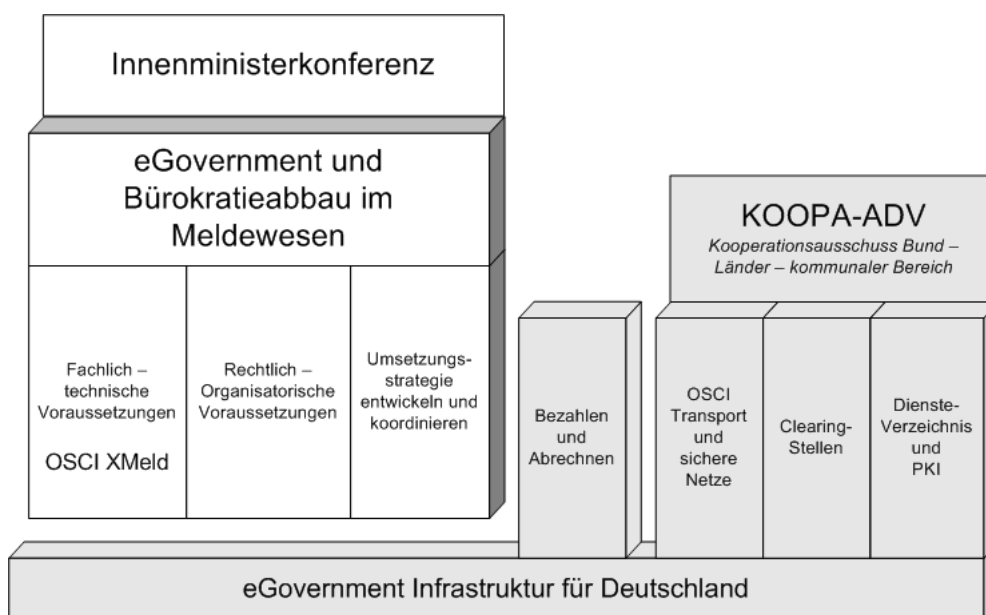 Innenministerkonferenz
eGovernment und
Bürokratieabbau im
Meldewesen
Fachlich –
technische
Voraussetzungen
OSCI XMeld
Rechtlich –
Organisatorische
Voraussetzungen
Umsetzungs-
strategie
entwickeln und
koordinieren
Bezahlen
und
Abrechnen
KOOPA-ADV
Kooperationsausschuss Bund –
Länder – kommunaler Bereich
OSCI
Transport
und
sichere
Netze
Clearing-
Stellen
Dienste-
Verzeichnis
und
PKI
eGovernment Infrastruktur für Deutschland